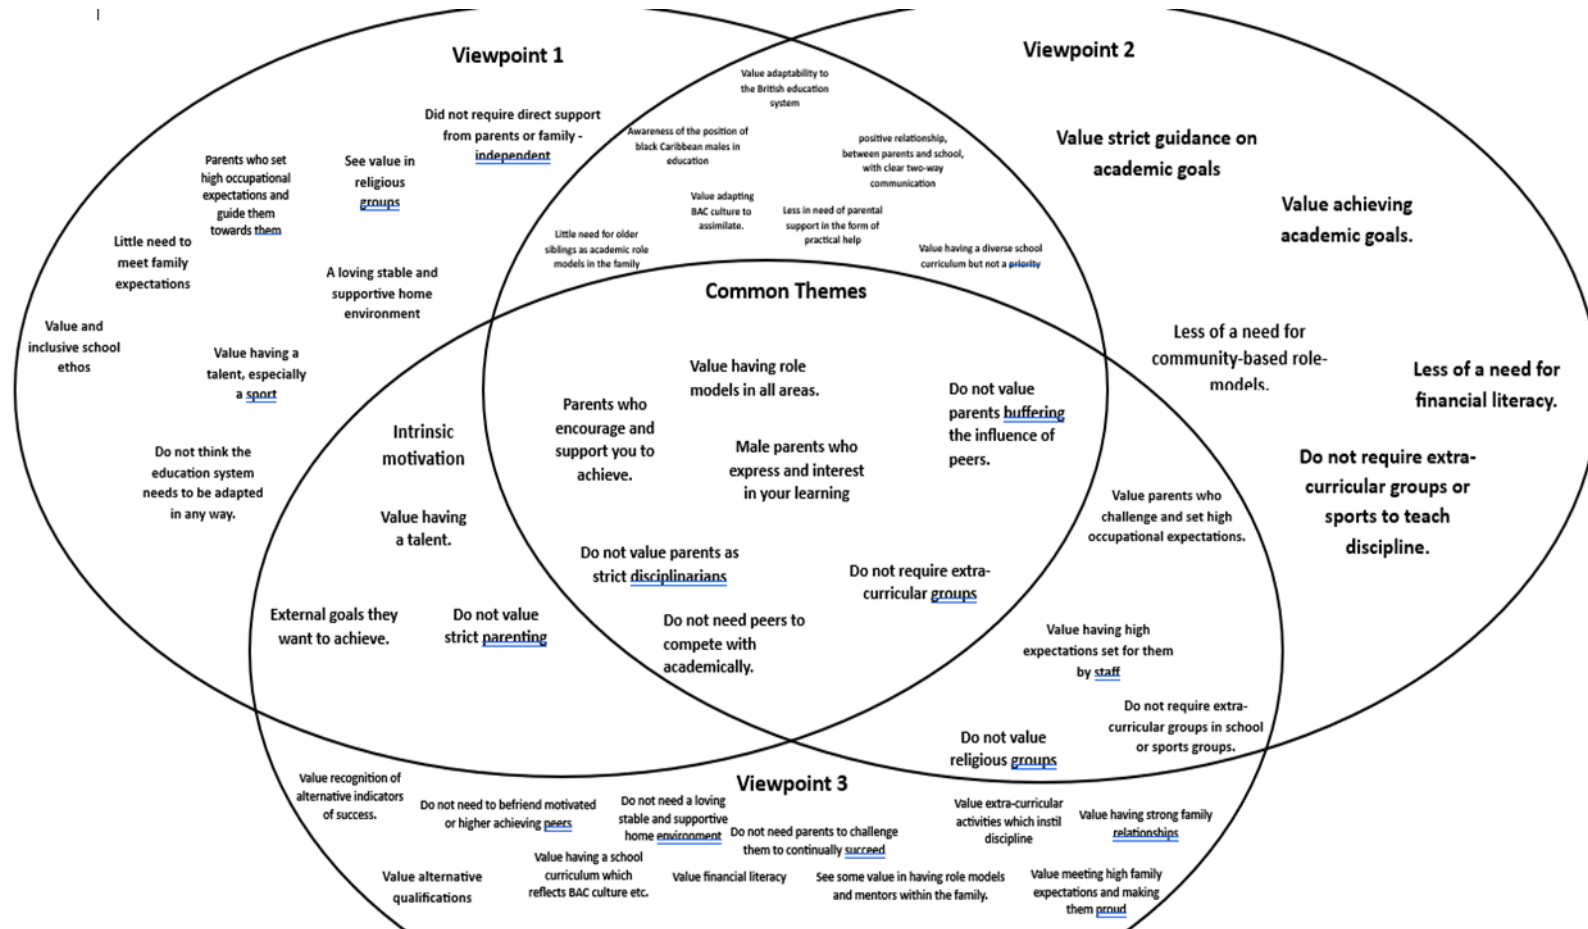 Viewpoint 1
Did not require direct support
from parents or family -
independent
Parents who set
high occupational
expectations and
guide them
towards them
See value in
religious
groups
Little need to
meet family
expectations
A loving stable and
supportive home
environment
Value and
inclusive school
ethos
Value having a
talent, especially
a sport
Do not think the
education system
needs to be adapted
in any way.
Value adaptability to
the British education
system
Awareness of the position of
black Caribbean males in
education
positive relationship,
between parents and school,
with clear two-way
communication
Value adapting
BAC culture to
assimilate.
Less in need of parental
support in the form of
practical help
Little need for older
siblings as academic role
models in the family
Value having a diverse school
curriculum but not a priority
Viewpoint 2
Value strict guidance on
academic goals
Value achieving
academic goals.
Less of a need for
community-based role-
models.
Less of a need for
financial literacy.
Do not require extra-
curricular groups or
sports to teach
discipline.
Common Themes
Value having role
models in all areas.
Parents who
encourage and
support you to
achieve.
Do not value
parents buffering
the influence of
peers.
Male parents who
express and interest
in your learning
Do not value parents as
strict disciplinarians
Do not require extra-
curricular groups
Do not need peers to
compete with
academically.
Intrinsic
motivation
Value having
a talent.
External goals they
want to achieve.
Do not value
strict parenting
Value parents who
challenge and set high
occupational expectations.
Value having high
expectations set for them
by staff
Do not require extra-
curricular groups in school
or sports groups.
Do not value
religious groups
Viewpoint 3
Value recognition of
alternative indicators
of success.
Do not need to befriend motivated
or higher achieving peers
Do not need a loving
stable and supportive
home environment
Do not need parents to challenge
them to continually succeed
Value extra-curricular
activities which instil
discipline
Value having strong family
relationships
Value alternative
qualifications
Value having a school
curriculum which
reflects BAC culture etc.
Value financial literacy
See some value in having role models
and mentors within the family.
Value meeting high family
expectations and making
them proud